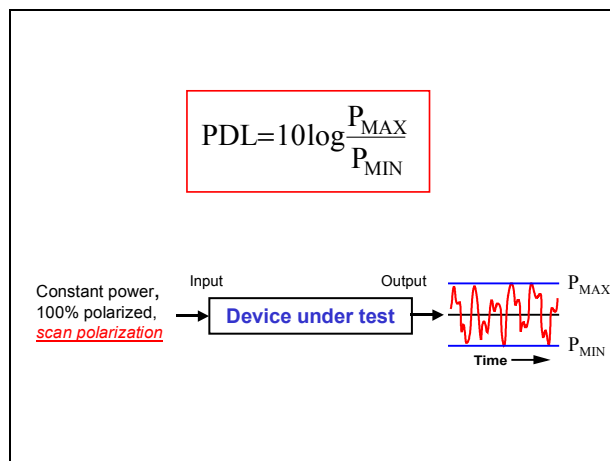 PDL=10log P_MAX
P_MIN
Input
Output
Constant power,
100% polarized,
scan polarization
Device under test
P_MAX
P_MIN
Time